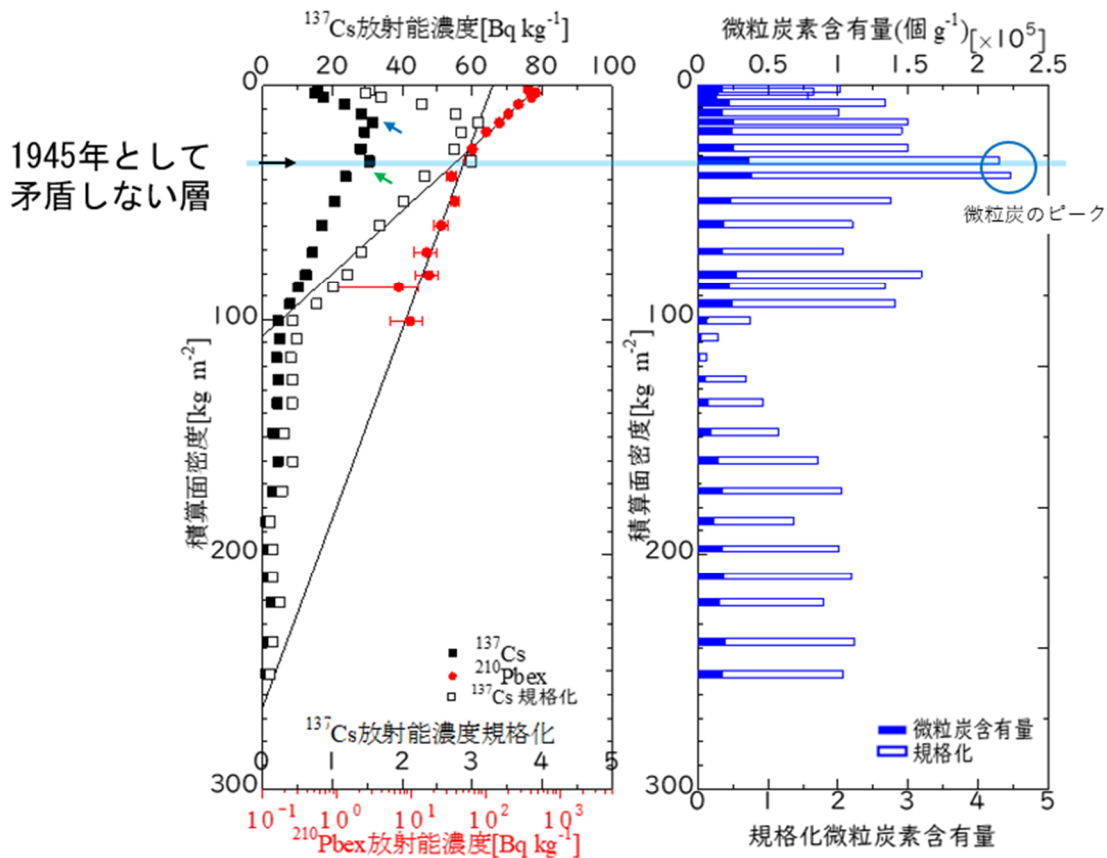 137Cs放射能濃度[Bq kg-1]
0 20 40 60 80 100
0
100
200
300
積算面密度[kg m-2]
1945年として
矛盾しない層
137Cs
210Pbex
137Cs 規格化
137Cs放射能濃度規格化
0 1 2 3 4 5
10-1 100 101 102 103
210Pbex放射能濃度[Bq kg-1]
微粒炭素含有量(個 g-1)[×105]
0 0.5 1 1.5 2 2.5
0
100
200
300
積算面密度[kg m-2]
微粒炭のピーク
微粒炭含有量
規格化
0 1 2 3 4 5
規格化微粒炭素含有量